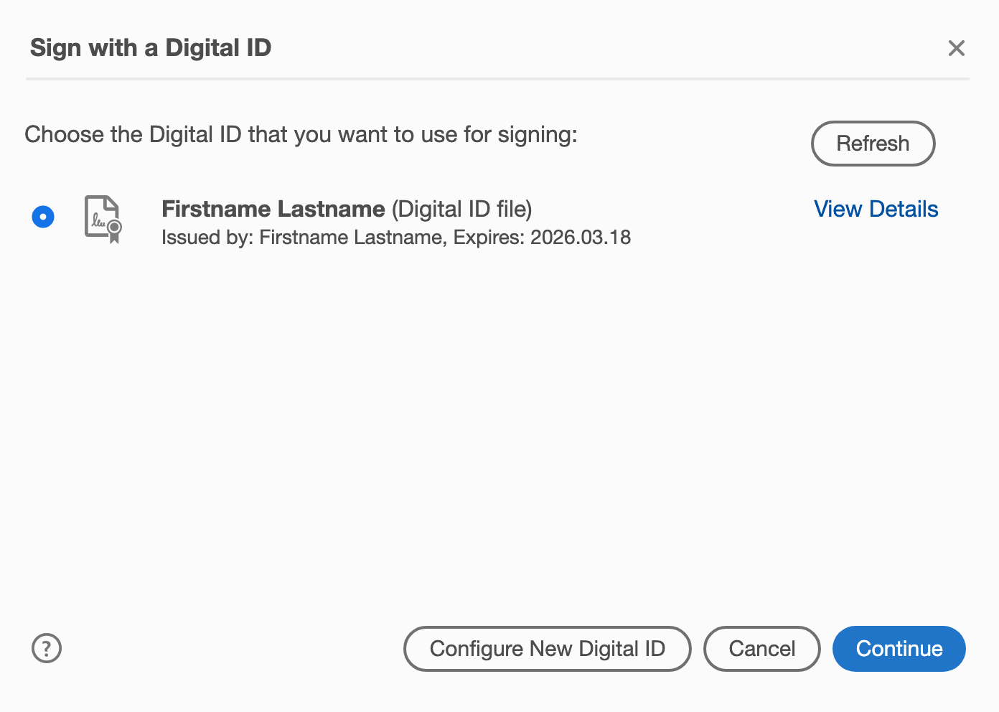 Sign with a Digital ID
Choose the Digital ID that you want to use for signing:
Refresh
Firstname Lastname (Digital ID file)
View Details
Issued by: Firstname Lastname, Expires: 2026.03.18
?
Configure New Digital ID
Cancel
Continue